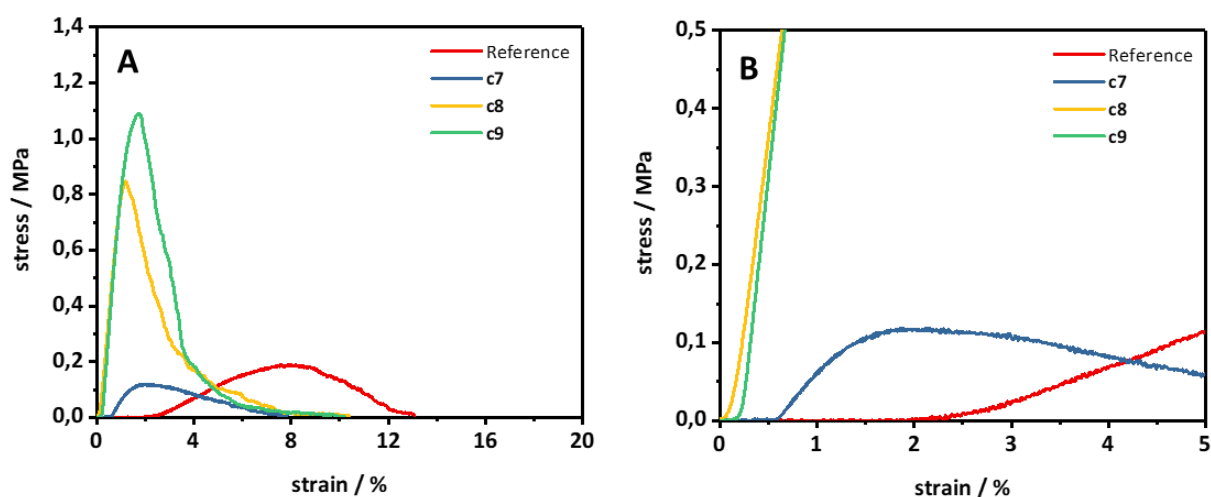 A
1,4
1,2
1,0
0,8
0,6
0,4
0,2
0,0
stress / MPa
Reference
c7
c8
c9
0 4 8 12 16 20
strain / %
B
0,5
0,4
0,3
0,2
0,1
0,0
stress / MPa
Reference
c7
c8
c9
0 1 2 3 4 5
strain / %